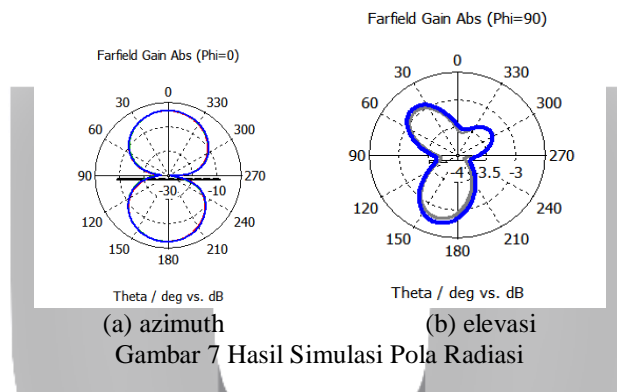 Farfield Gain Abs (Phi=0)
0
30 330
60 300
90 -30 -10 270
120 240
150 210
180
Theta / deg vs. dB
(a) azimuth
Farfield Gain Abs (Phi=90)
0
30 330
60 300
90 -4 -3.5 -3 270
120 240
150 210
180
Theta / deg vs. dB
(b) elevasi
Gambar 7 Hasil Simulasi Pola Radiasi